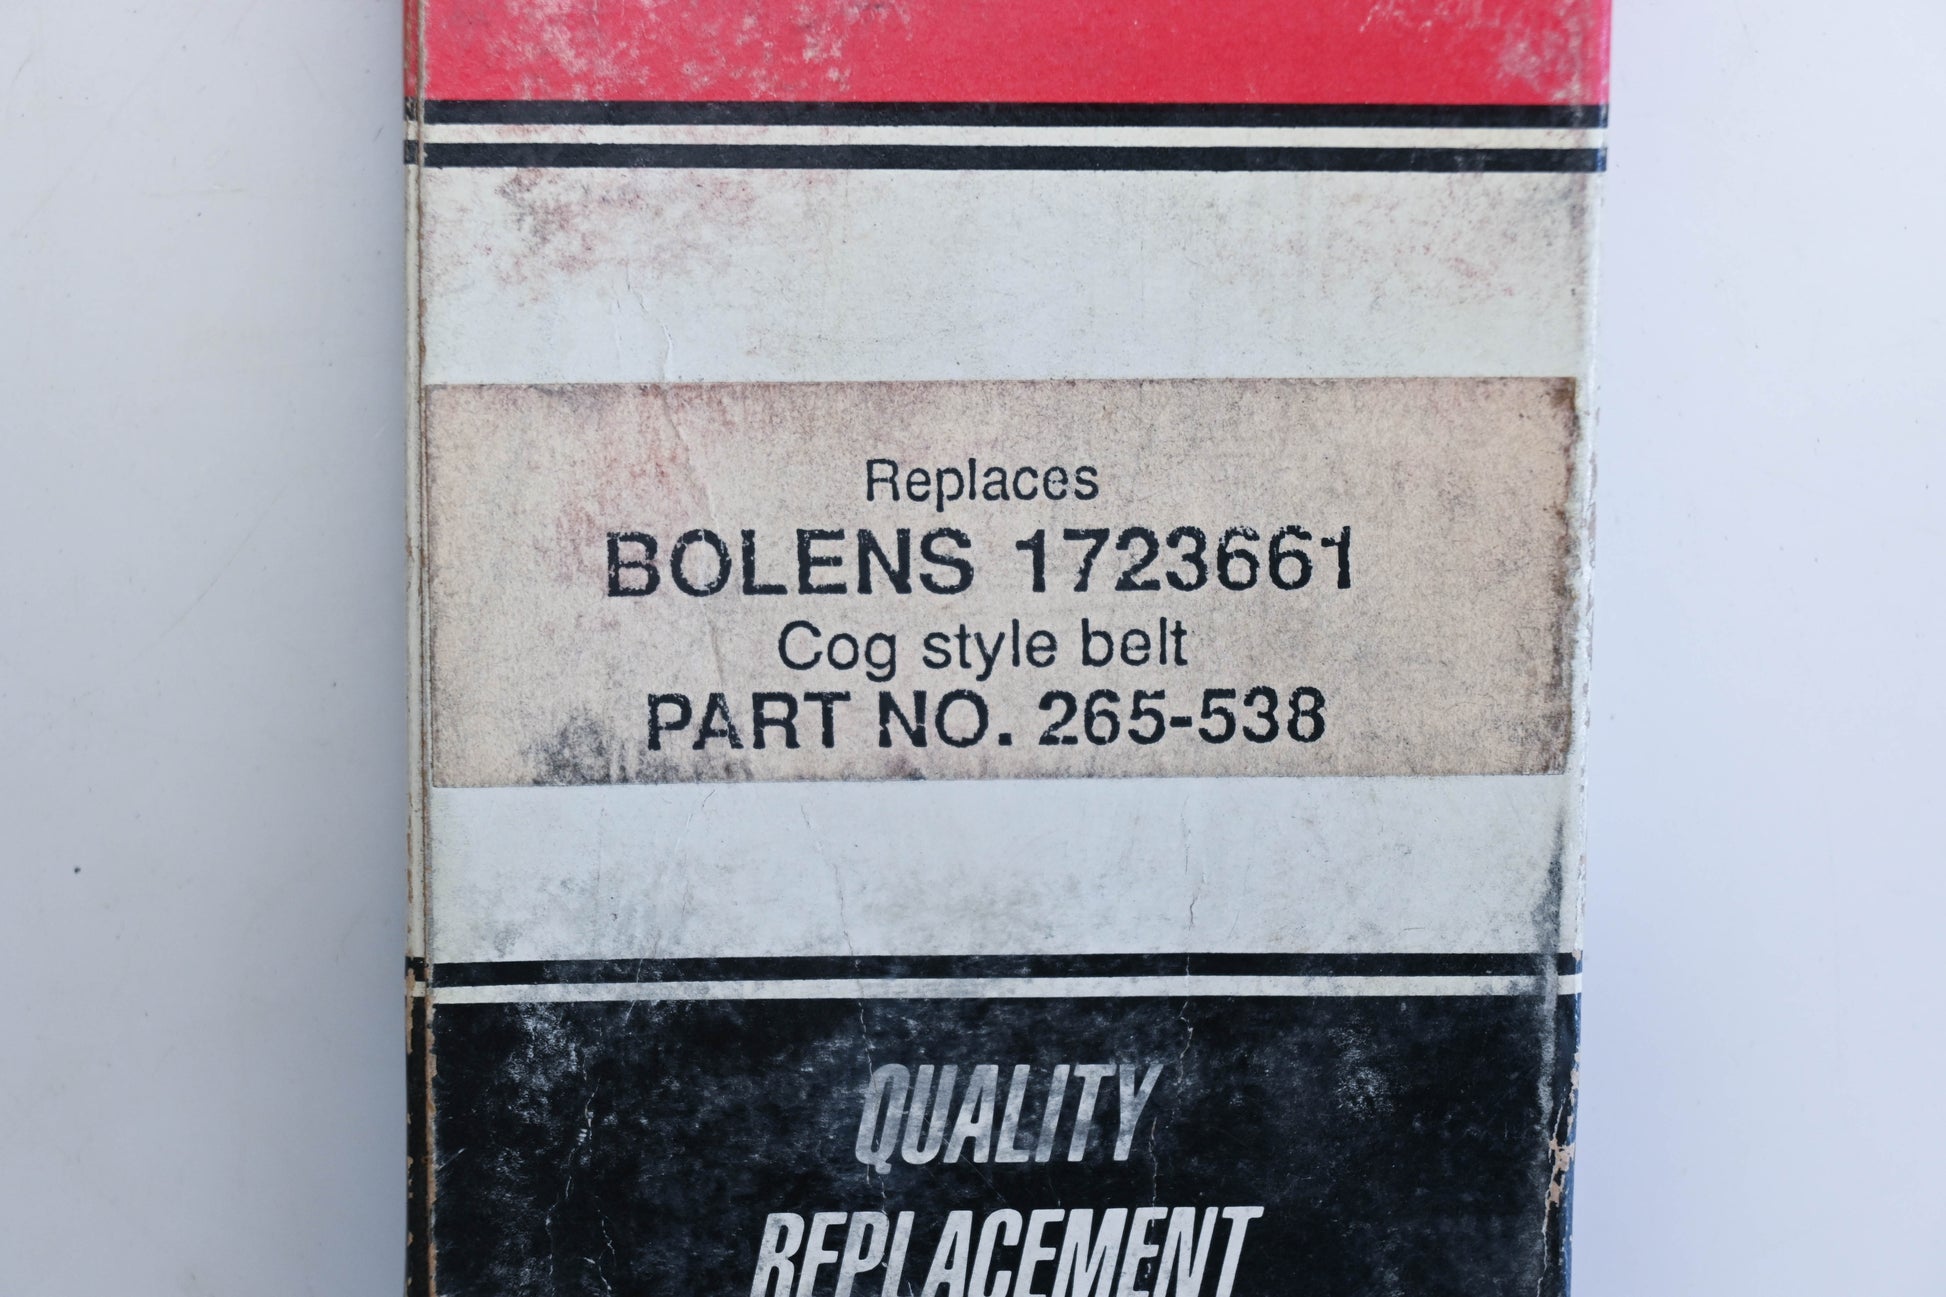 Replaces
BOLENS 1723661
Cog style belt
PART NO. 265-538
QUALITY
REPLACEMENT